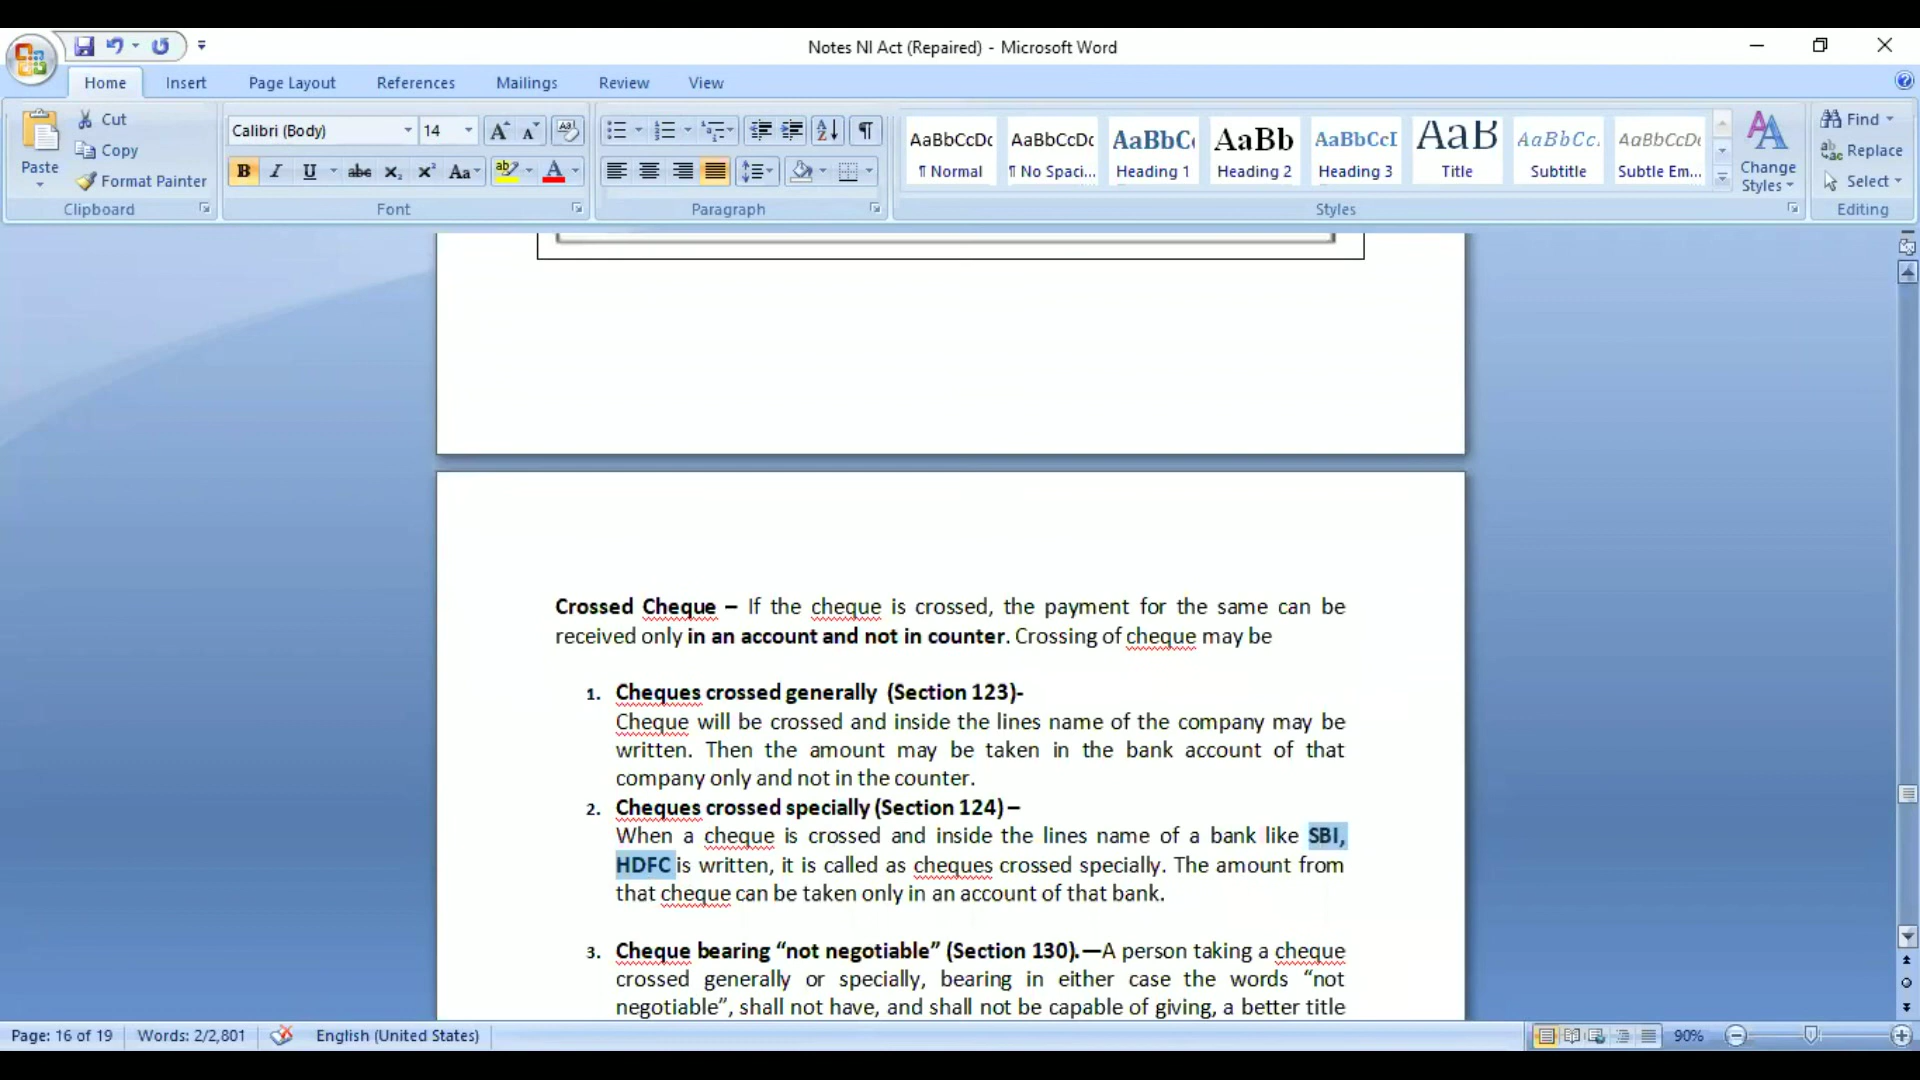 Notes NI Act (Repaired) - Microsoft Word
Home Insert Page Layout References Mailings Review View
Paste
Cut
Copy
Format Painter
Clipboard
Calibri (Body) 14
Font
Paragraph
AaBbCcDc AaBbCcDc AaBbC AaBb AaBbCcI AaB AaBbCc. AaBbCcDc
¶ Normal ¶ No Spaci... Heading 1 Heading 2 Heading 3 Title Subtitle Subtle Em...
Change Styles
Styles
Find
Replace
Select
Editing
Crossed Cheque – If the cheque is crossed, the payment for the same can be
received only in an account and not in counter. Crossing of cheque may be
1. Cheques crossed generally (Section 123)-
Cheque will be crossed and inside the lines name of the company may be
written. Then the amount may be taken in the bank account of that
company only and not in the counter.
2. Cheques crossed specially (Section 124) –
When a cheque is crossed and inside the lines name of a bank like SBI,
HDFC is written, it is called as cheques crossed specially. The amount from
that cheque can be taken only in an account of that bank.
3. Cheque bearing “not negotiable” (Section 130).—A person taking a cheque
crossed generally or specially, bearing in either case the words “not
negotiable”, shall not have, and shall not be capable of giving, a better title
Page: 16 of 19 Words: 2/2,801 English (United States) 90%